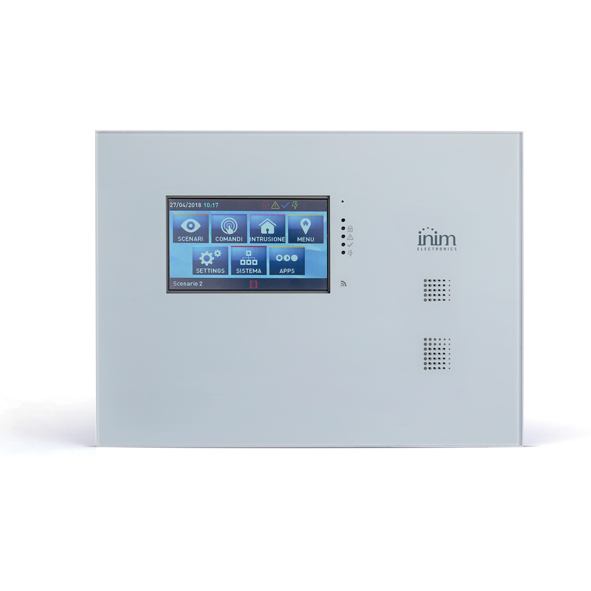 27/04/2018 10:17
SCENARI COMANDI INTRUSIONE MENU
SETTINGS SISTEMA APPS
Scenario 2
inim
ELECTRONICS